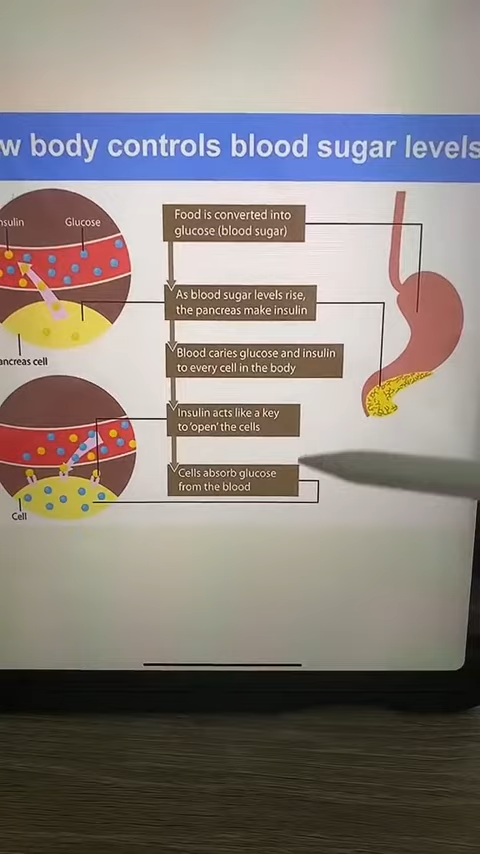 w body controls blood sugar levels
nsulin
Glucose
Food is converted into
glucose (blood sugar)
As blood sugar levels rise,
the pancreas make insulin
ancreas cell
Blood caries glucose and insulin
to every cell in the body
Insulin acts like a key
to 'open' the cells
Cells absorb glucose
from the blood
Cell